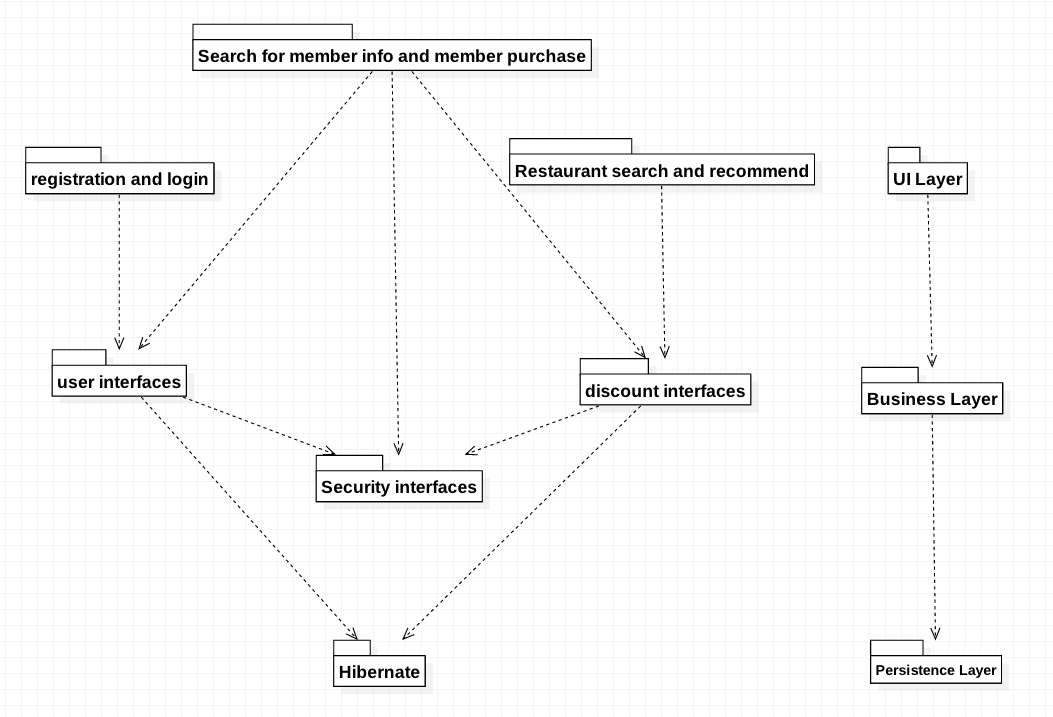 Search for member info and member purchase
registration and login
Restaurant search and recommend
UI Layer
user interfaces
discount interfaces
Business Layer
Security interfaces
Hibernate
Persistence Layer